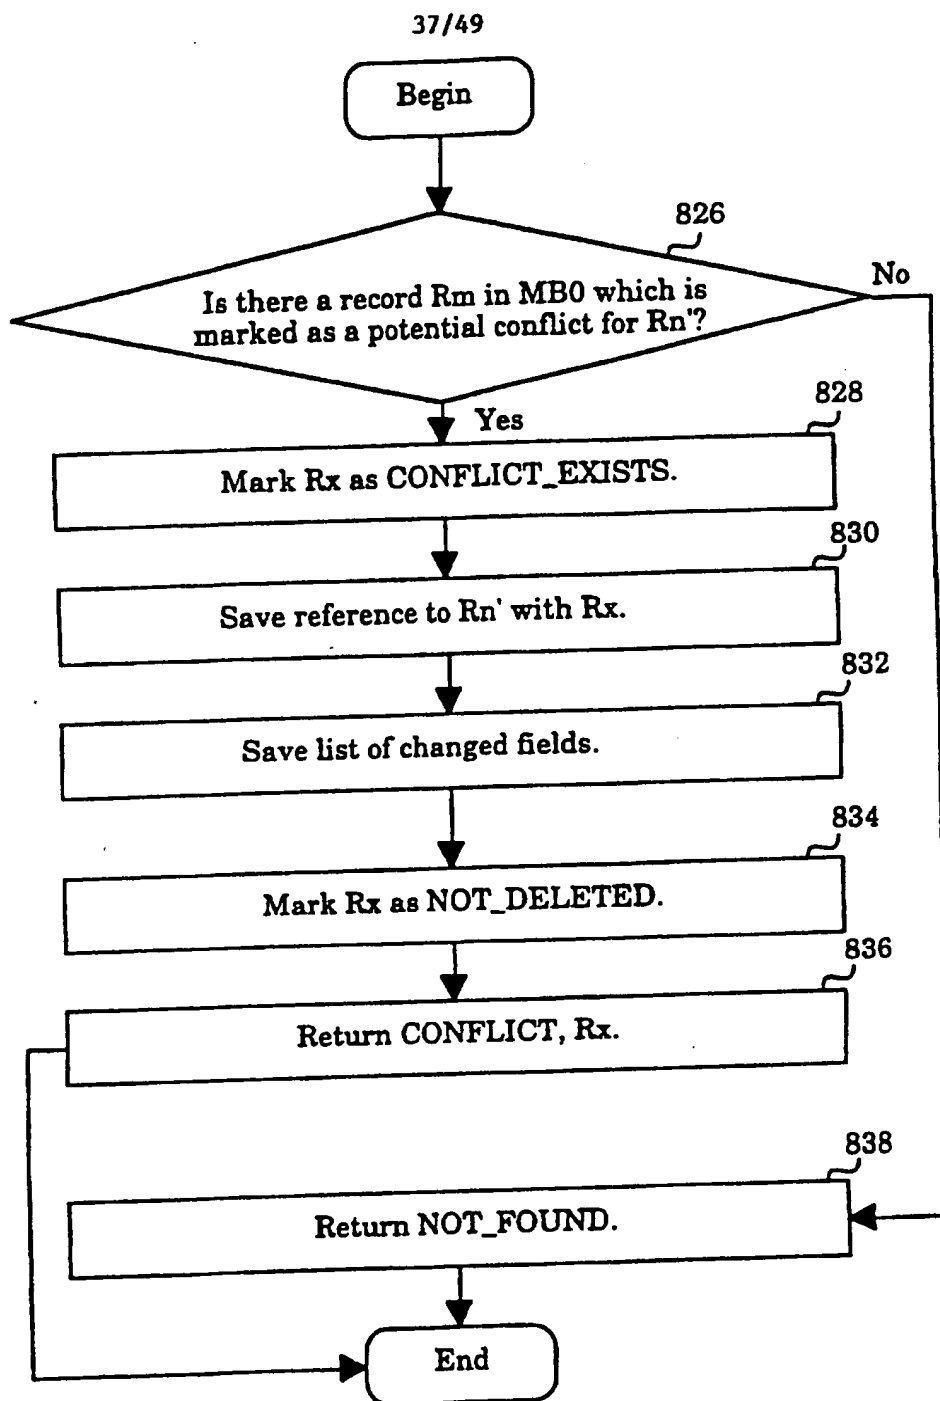 37/49
Begin
826
Is there a record Rm in MB0 which is
marked as a potential conflict for Rn'?
No
Yes
828
Mark Rx as CONFLICT_EXISTS.
830
Save reference to Rn' with Rx.
832
Save list of changed fields.
834
Mark Rx as NOT_DELETED.
836
Return CONFLICT, Rx.
838
Return NOT_FOUND.
End